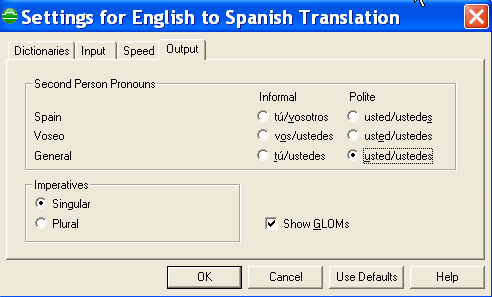 Settings for English to Spanish Translation
Dictionaries Input Speed Output
Second Person Pronouns
Informal Polite
Spain tú/vosotros usted/ustedes
Voseo vos/ustedes usted/ustedes
General tú/ustedes usted/ustedes
Imperatives
Singular
Plural
Show GLOMs
OK Cancel Use Defaults Help